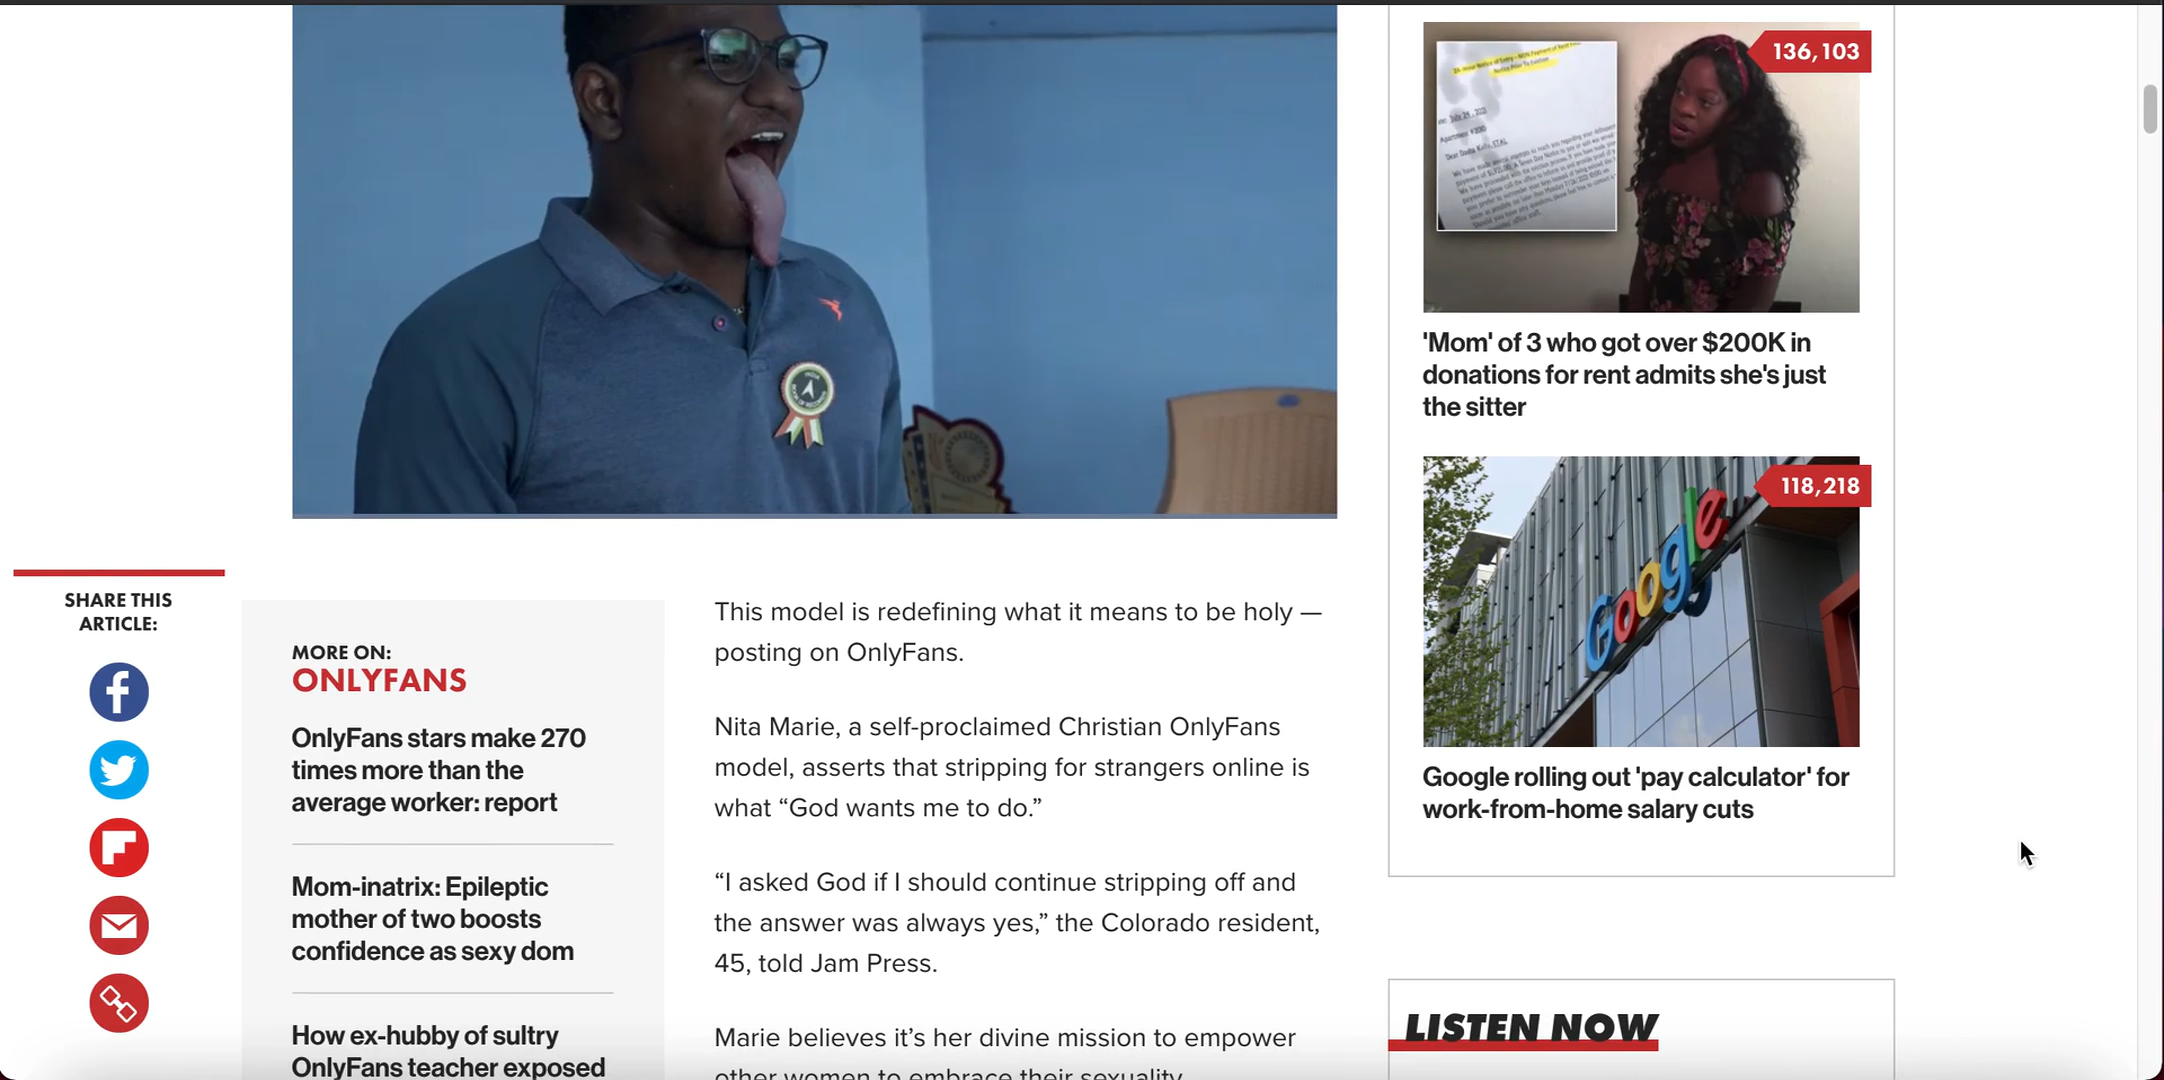 SHARE THIS
ARTICLE:
MORE ON:
ONLYFANS
OnlyFans stars make 270
times more than the
average worker: report
Mom-inatrix: Epileptic
mother of two boosts
confidence as sexy dom
How ex-hubby of sultry
OnlyFans teacher exposed
This model is redefining what it means to be holy —
posting on OnlyFans.
Nita Marie, a self-proclaimed Christian OnlyFans
model, asserts that stripping for strangers online is
what “God wants me to do.”
“I asked God if I should continue stripping off and
the answer was always yes,” the Colorado resident,
45, told Jam Press.
Marie believes it’s her divine mission to empower
other women to embrace their sexuality
136,103
'Mom' of 3 who got over $200K in
donations for rent admits she's just
the sitter
118,218
Google
Google rolling out 'pay calculator' for
work-from-home salary cuts
LISTEN NOW